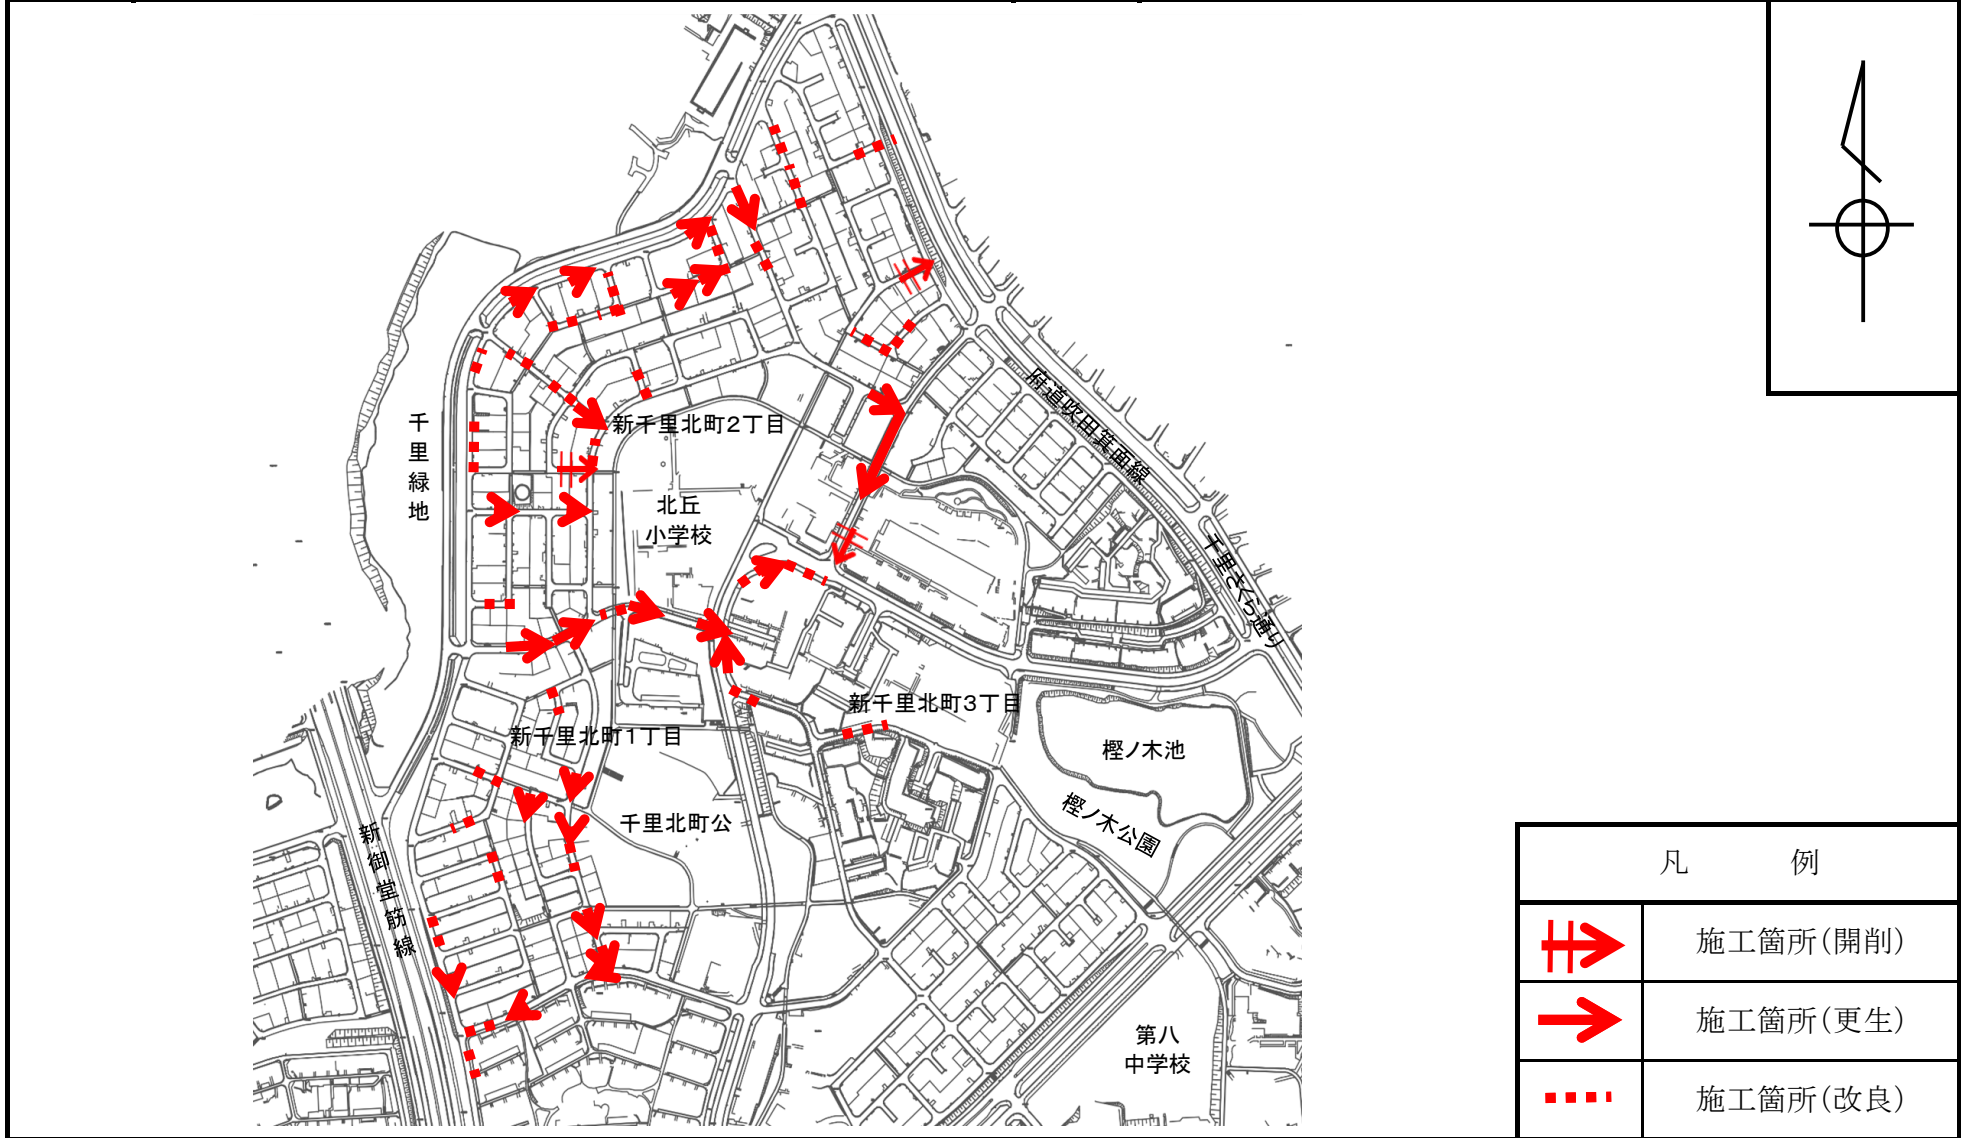 府道吹田箕面線
新千里北町2丁目
千里緑地
北丘
小学校
千里さくら通り
新千里北町3丁目
新千里北町1丁目
樫ノ木池
樫ノ木公園
千里北町公
新御堂筋線
第八
中学校
凡 例
施工箇所(開削)
施工箇所(更生)
施工箇所(改良)